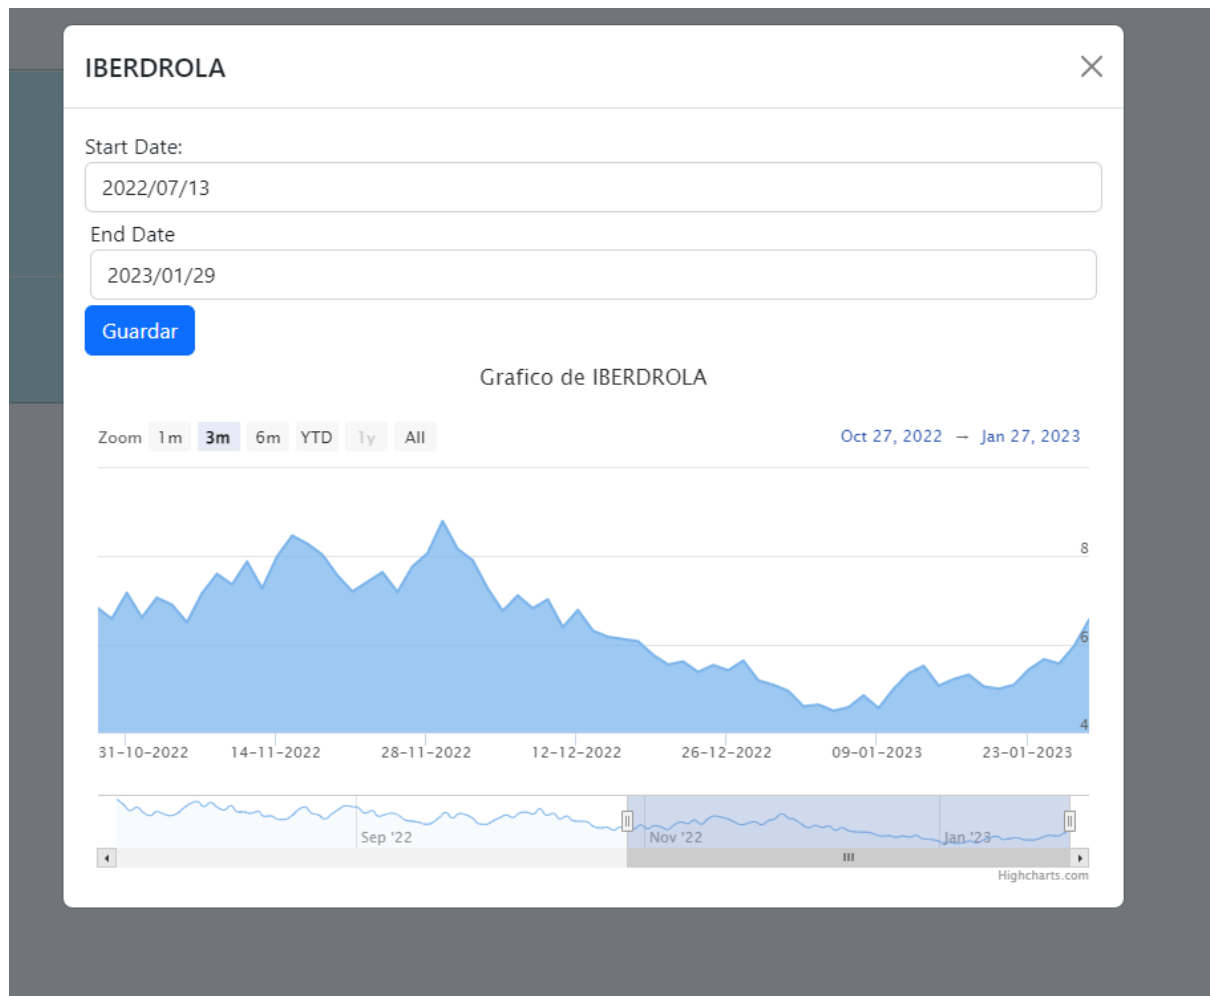 IBERDROLA
Start Date:
2022/07/13
End Date
2023/01/29
Guardar
Grafico de IBERDROLA
Zoom 1m 3m 6m YTD 1y All Oct 27, 2022 → Jan 27, 2023
8
6
4
31-10-2022 14-11-2022 28-11-2022 12-12-2022 26-12-2022 09-01-2023 23-01-2023
Sep '22 Nov '22 Jan '23
Highcharts.com